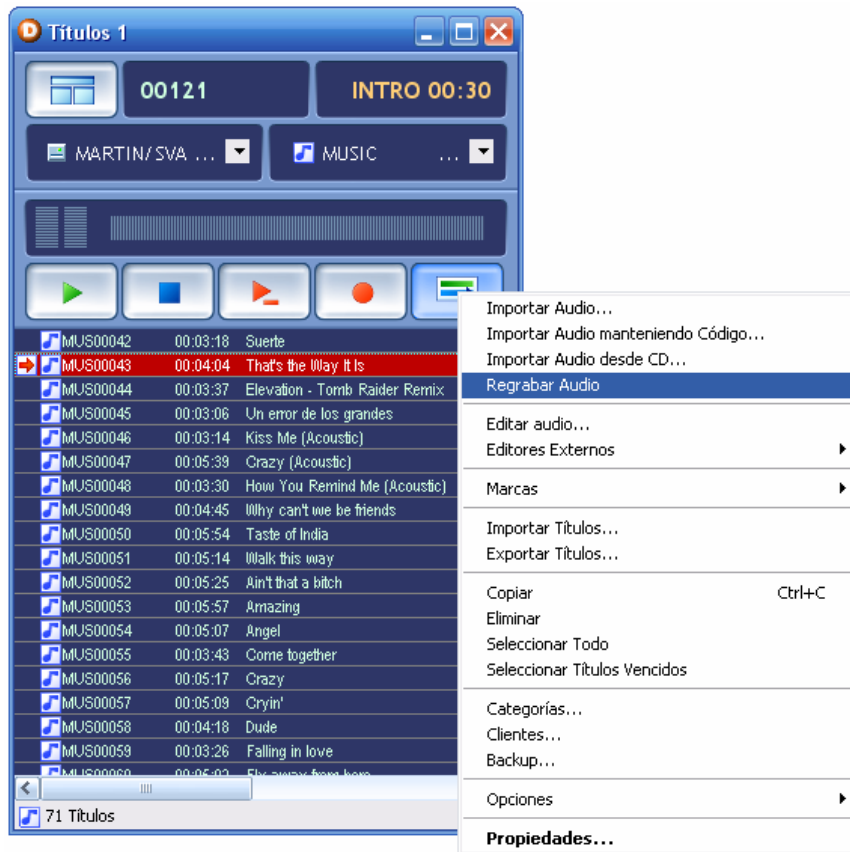 Títulos 1
00121 INTRO 00:30
MARTIN/SVA ... MUSIC ...
MUS00042 00:03:18 Suerte
MUS00043 00:04:04 That's the Way It Is
MUS00044 00:03:37 Elevation - Tomb Raider Remix
MUS00045 00:03:06 Un error de los grandes
MUS00046 00:03:14 Kiss Me (Acoustic)
MUS00047 00:05:39 Crazy (Acoustic)
MUS00048 00:03:30 How You Remind Me (Acoustic)
MUS00049 00:04:45 Why can't we be friends
MUS00050 00:05:54 Taste of India
MUS00051 00:05:14 Walk this way
MUS00052 00:05:25 Ain't that a bitch
MUS00053 00:05:57 Amazing
MUS00054 00:05:07 Angel
MUS00055 00:03:43 Come together
MUS00056 00:05:17 Crazy
MUS00057 00:05:09 Cryin'
MUS00058 00:04:18 Dude
MUS00059 00:03:26 Falling in love
MUS00060 00:05:02 Fly away from here
71 Títulos
Importar Audio...
Importar Audio manteniendo Código...
Importar Audio desde CD...
Regrabar Audio
Editar audio...
Editores Externos
Marcas
Importar Títulos...
Exportar Títulos...
Copiar Ctrl+C
Eliminar
Seleccionar Todo
Seleccionar Títulos Vencidos
Categorías...
Clientes...
Backup...
Opciones
Propiedades...